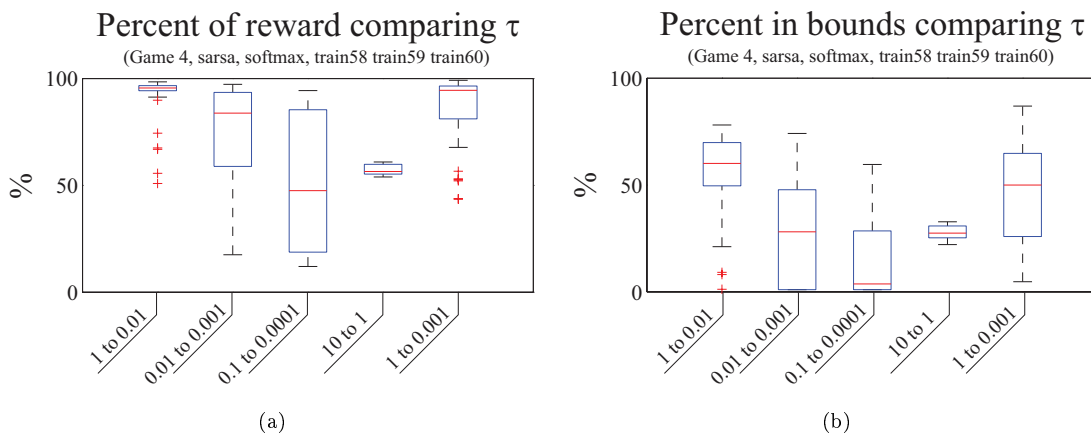 Percent of reward comparing τ
(Game 4, sarsa, softmax, train58 train59 train60)
100
50
0
%
1 to 0.01
0.01 to 0.001
0.1 to 0.0001
10 to 1
1 to 0.001
(a)
Percent in bounds comparing τ
(Game 4, sarsa, softmax, train58 train59 train60)
100
50
0
%
1 to 0.01
0.01 to 0.001
0.1 to 0.0001
10 to 1
1 to 0.001
(b)